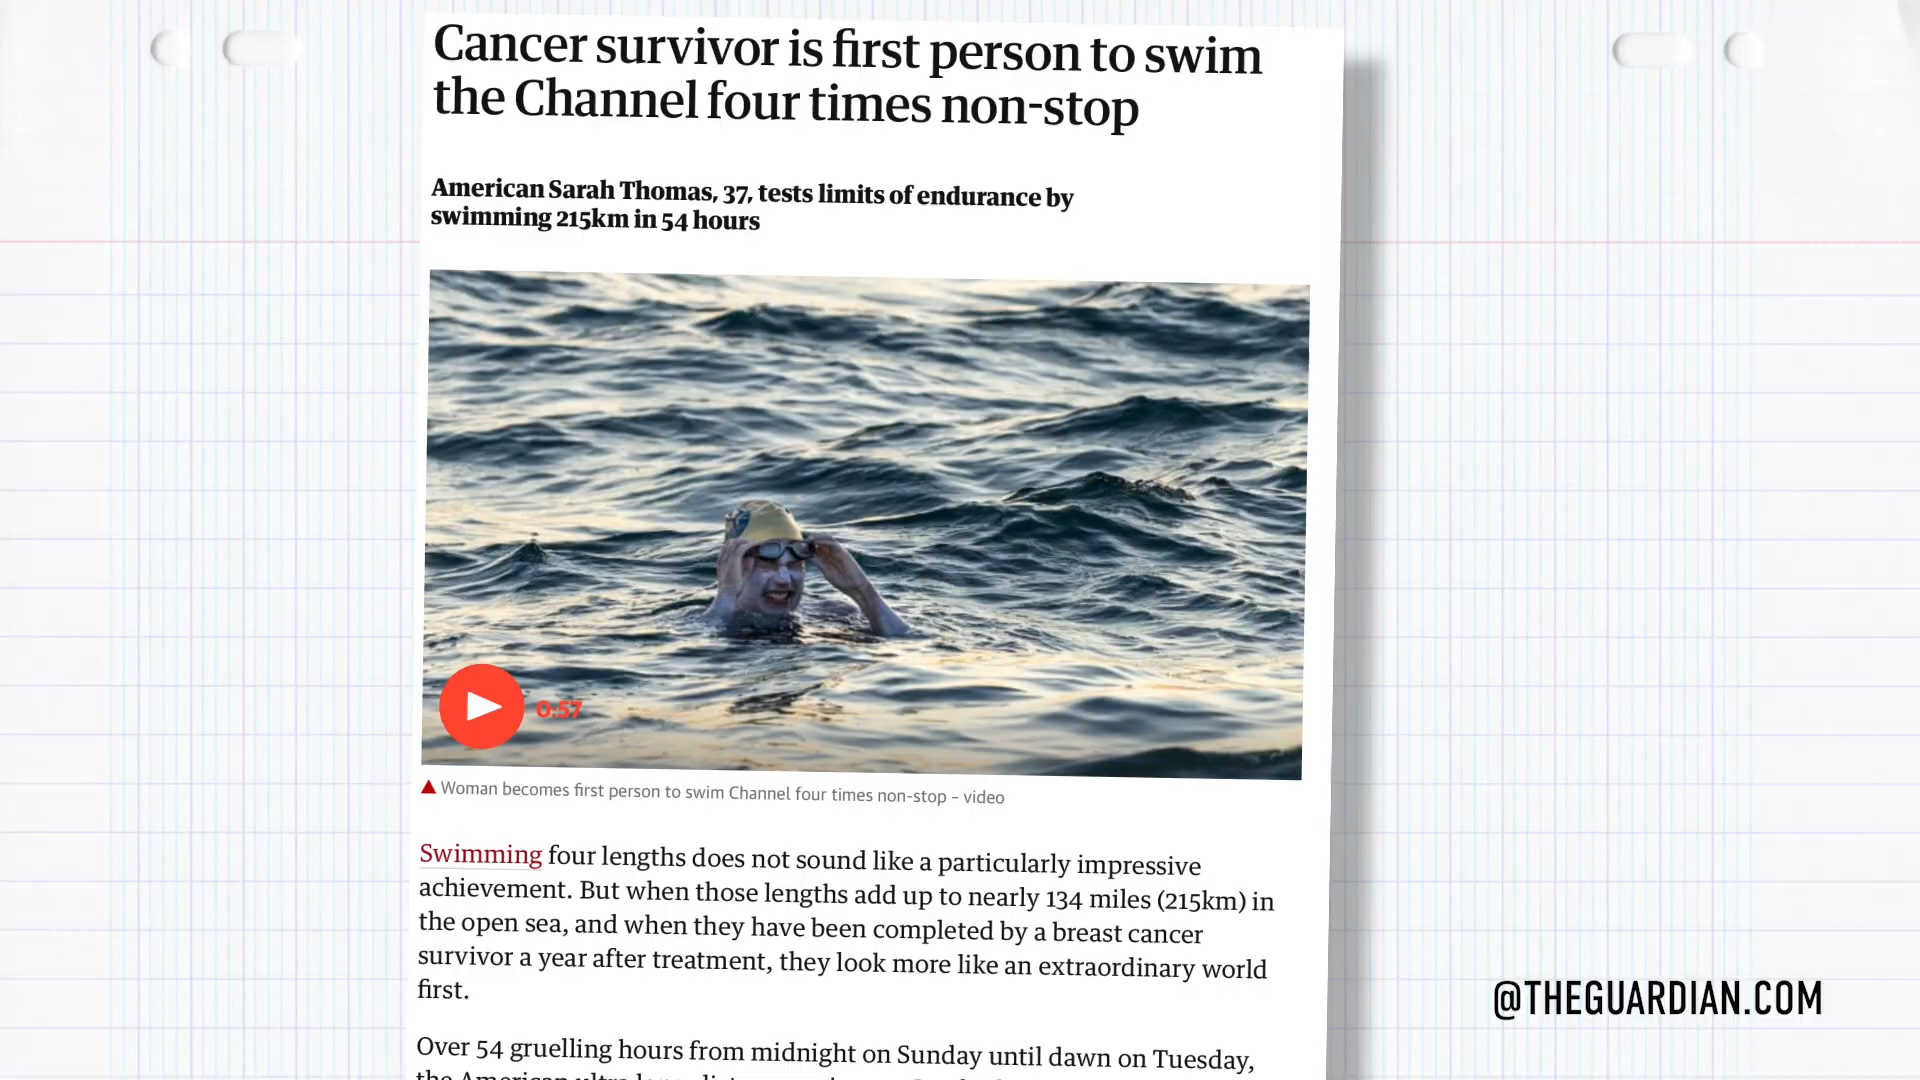 Cancer survivor is first person to swim
the Channel four times non-stop
American Sarah Thomas, 37, tests limits of endurance by
swimming 215km in 54 hours
0:57
Woman becomes first person to swim Channel four times non-stop – video
Swimming four lengths does not sound like a particularly impressive
achievement. But when those lengths add up to nearly 134 miles (215km) in
the open sea, and when they have been completed by a breast cancer
survivor a year after treatment, they look more like an extraordinary world
first.
Over 54 gruelling hours from midnight on Sunday until dawn on Tuesday,
the American
@THEGUARDIAN.COM